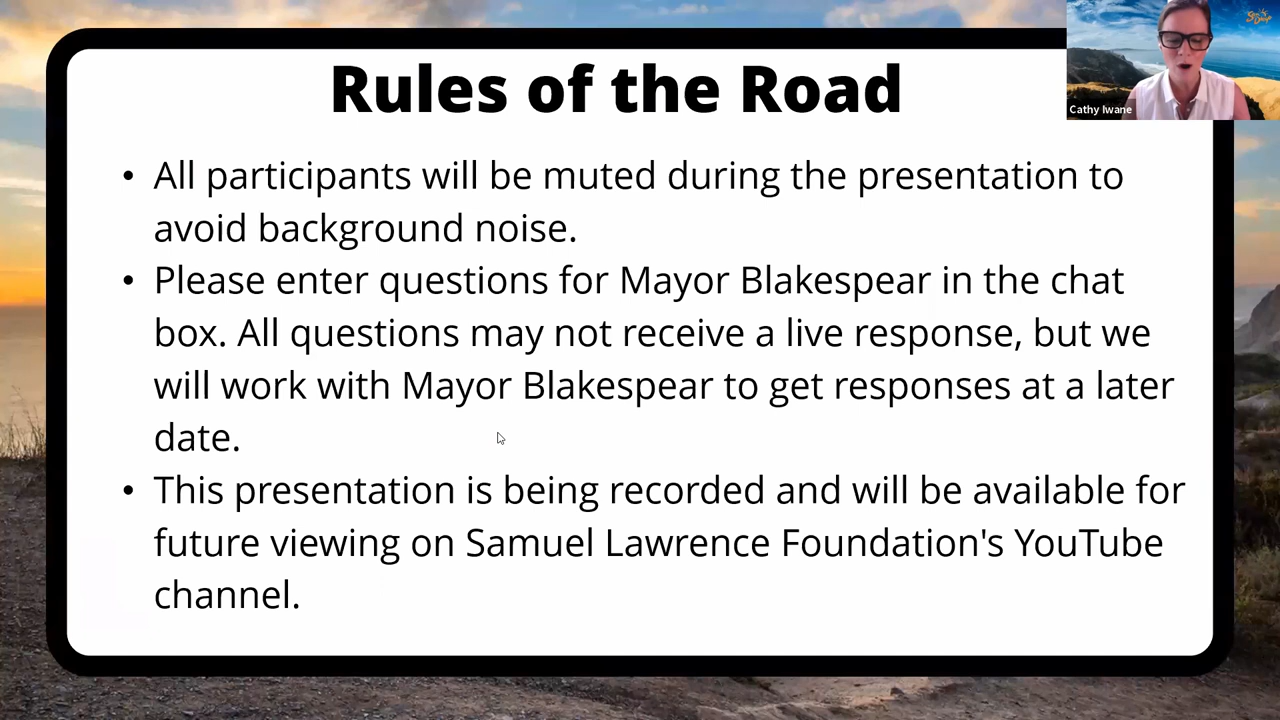 Rules of the Road
Cathy Iwane
• All participants will be muted during the presentation to
avoid background noise.
• Please enter questions for Mayor Blakespear in the chat
box. All questions may not receive a live response, but we
will work with Mayor Blakespear to get responses at a later
date.
• This presentation is being recorded and will be available for
future viewing on Samuel Lawrence Foundation's YouTube
channel.